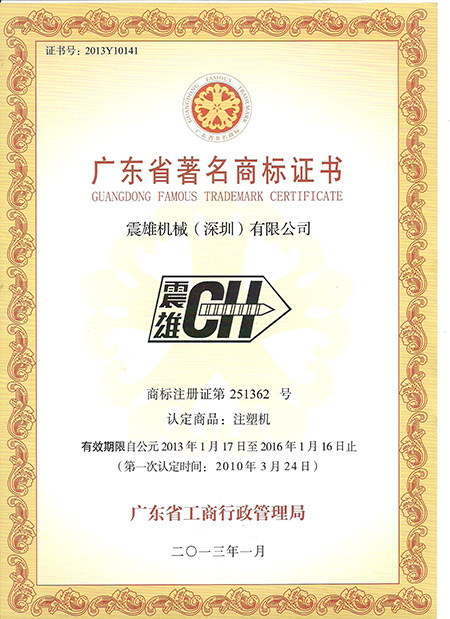 证书号：2013Y10141
GUANGDONG FAMOUS TRADEMARK
广东省著名商标
广东省著名商标证书
GUANGDONG FAMOUS TRADEMARK CERTIFICATE
震雄机械（深圳）有限公司
震雄 CH
商标注册证第 251362 号
认定商品：注塑机
有效期限自公元 2013 年 1 月 17 日至 2016 年 1 月 16 日止
（第一次认定时间：2010 年 3 月 24 日）
广东省工商行政管理局
二〇一三年一月